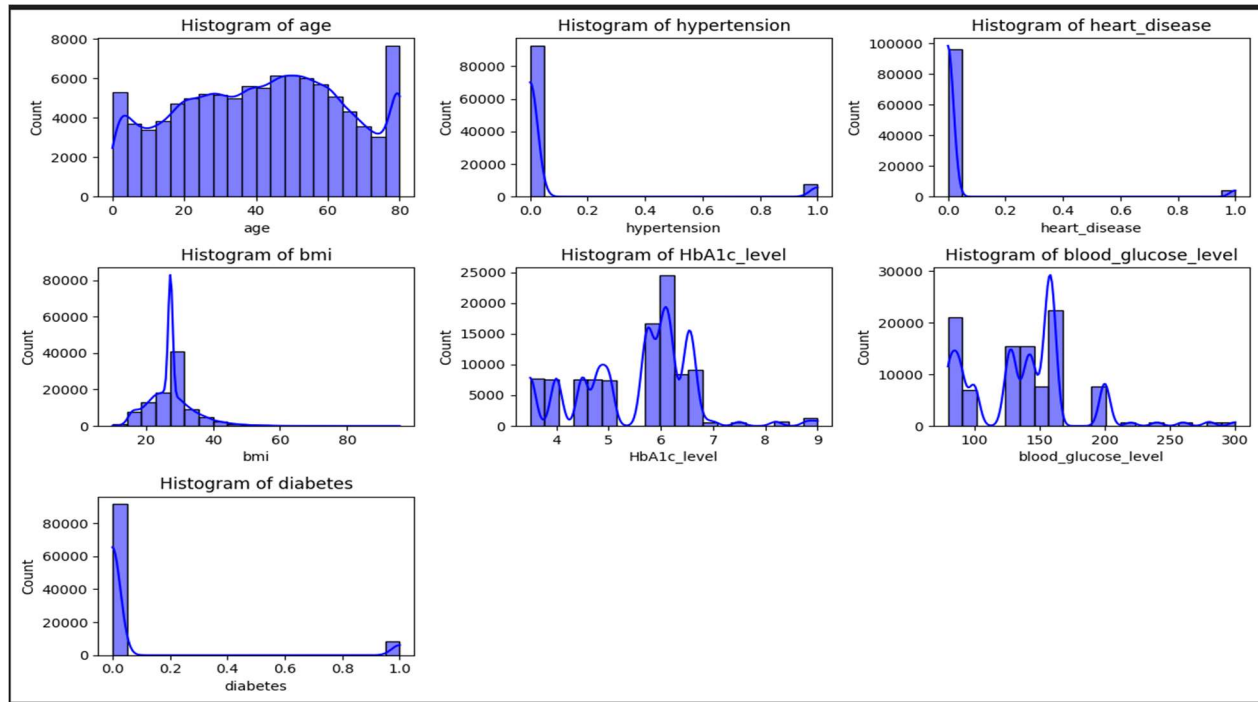 Histogram of age
Count
8000
6000
4000
2000
0
0 20 40 60 80
age
Histogram of hypertension
Count
80000
60000
40000
20000
0
0.0 0.2 0.4 0.6 0.8 1.0
hypertension
Histogram of heart_disease
Count
100000
80000
60000
40000
20000
0
0.0 0.2 0.4 0.6 0.8 1.0
heart_disease
Histogram of bmi
Count
80000
60000
40000
20000
0
20 40 60 80
bmi
Histogram of HbA1c_level
Count
25000
20000
15000
10000
5000
0
4 5 6 7 8 9
HbA1c_level
Histogram of blood_glucose_level
Count
30000
20000
10000
0
100 150 200 250 300
blood_glucose_level
Histogram of diabetes
Count
80000
60000
40000
20000
0
0.0 0.2 0.4 0.6 0.8 1.0
diabetes